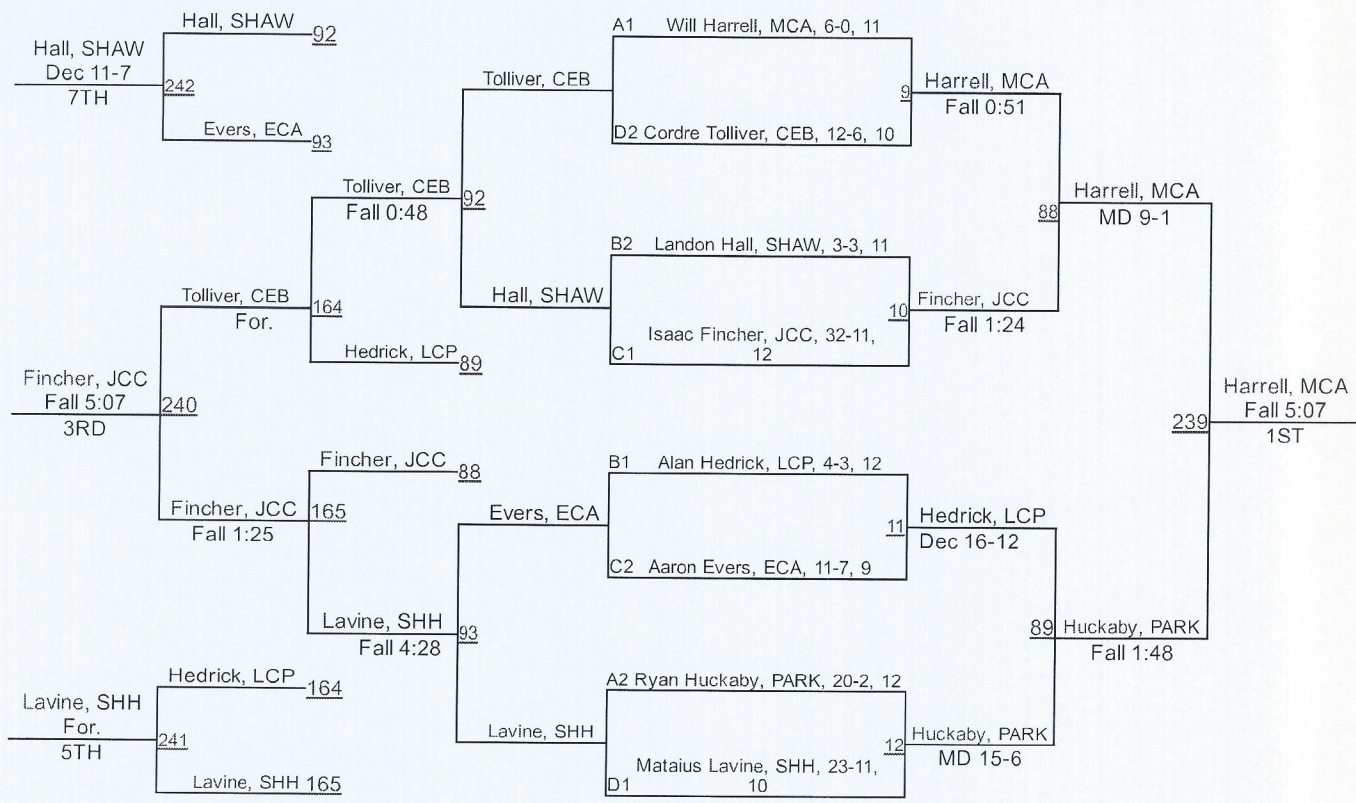 Hall, SHAW
92
Hall, SHAW
Dec 11-7
7TH
242
Evers, ECA
93
Tolliver, CEB
Fall 0:48
92
Tolliver, CEB
For.
164
Hedrick, LCP
89
Fincher, JCC
Fall 5:07
3RD
240
Fincher, JCC
88
Fincher, JCC
Fall 1:25
165
Lavine, SHH
Fall 4:28
93
Hedrick, LCP
164
Lavine, SHH
For.
5TH
241
Lavine, SHH 165
Tolliver, CEB
Hall, SHAW
Evers, ECA
Lavine, SHH
A1 Will Harrell, MCA, 6-0, 11
9
D2 Cordre Tolliver, CEB, 12-6, 10
B2 Landon Hall, SHAW, 3-3, 11
10
Isaac Fincher, JCC, 32-11,
C1 12
B1 Alan Hedrick, LCP, 4-3, 12
11
C2 Aaron Evers, ECA, 11-7, 9
A2 Ryan Huckaby, PARK, 20-2, 12
12
Mataius Lavine, SHH, 23-11,
D1 10
Harrell, MCA
Fall 0:51
88
Fincher, JCC
Fall 1:24
Hedrick, LCP
Dec 16-12
89
Huckaby, PARK
MD 15-6
Harrell, MCA
MD 9-1
239
Huckaby, PARK
Fall 1:48
Harrell, MCA
Fall 5:07
1ST